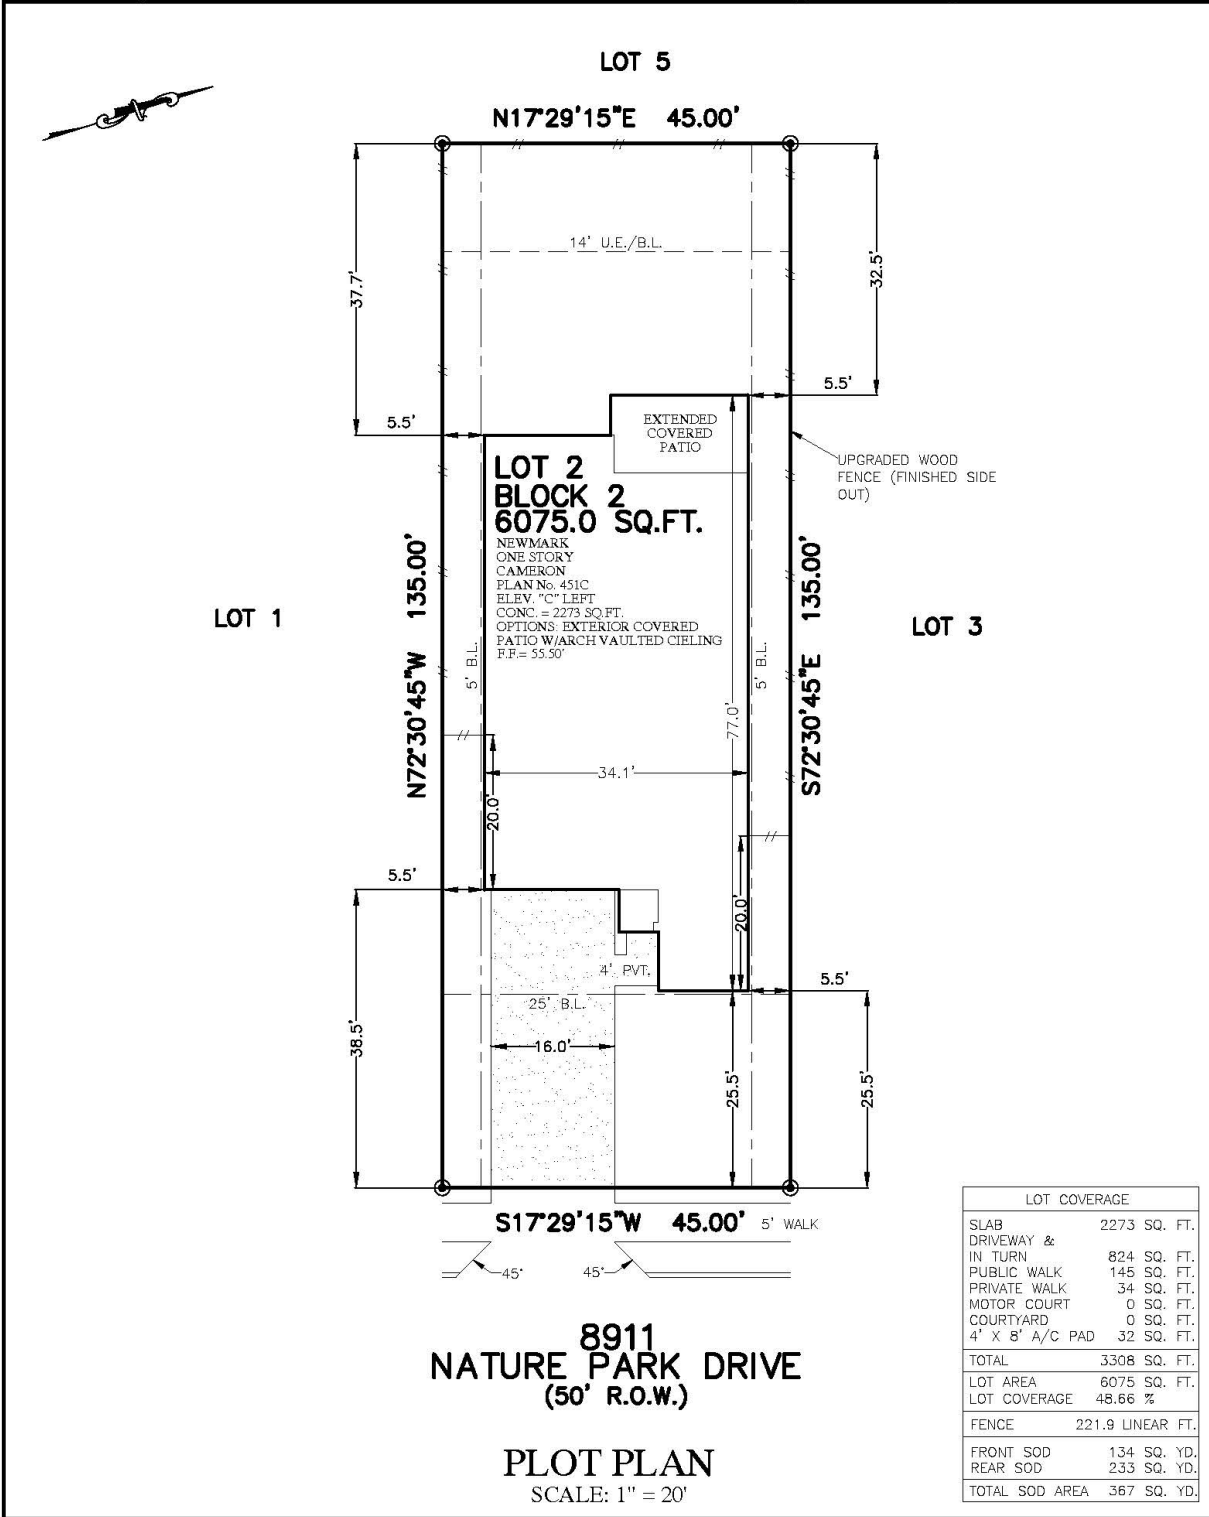 LOT 5
N17°29'15"E 45.00'
14' U.E./B.L.
37.7'
32.5'
5.5'
5.5'
EXTENDED
COVERED
PATIO
UPGRADED WOOD
FENCE (FINISHED SIDE
OUT)
LOT 2
BLOCK 2
6075.0 SQ.FT.
NEWMARK
ONE STORY
CAMERON
PLAN No. 451C
ELEV. "C" LEFT
CONC. = 2273 SQ.FT.
OPTIONS: EXTERIOR COVERED
PATIO W/ARCH VAULTED CIELING
F.F.= 55.50'
N72°30'45"W 135.00'
S72°30'45"E 135.00'
LOT 1
LOT 3
5' B.L.
5' B.L.
77.0'
34.1'
20.0'
20.0'
5.5'
5.5'
4' PVT.
25' B.L.
16.0'
38.5'
25.5'
25.5'
S17°29'15"W 45.00'
5' WALK
45°
45°
8911
NATURE PARK DRIVE
(50' R.O.W.)
PLOT PLAN
SCALE: 1" = 20'
LOT COVERAGE
SLAB 2273 SQ. FT.
DRIVEWAY &
IN TURN 824 SQ. FT.
PUBLIC WALK 145 SQ. FT.
PRIVATE WALK 34 SQ. FT.
MOTOR COURT 0 SQ. FT.
COURTYARD 0 SQ. FT.
4' X 8' A/C PAD 32 SQ. FT.
TOTAL 3308 SQ. FT.
LOT AREA 6075 SQ. FT.
LOT COVERAGE 48.66 %
FENCE 221.9 LINEAR FT.
FRONT SOD 134 SQ. YD.
REAR SOD 233 SQ. YD.
TOTAL SOD AREA 367 SQ. YD.